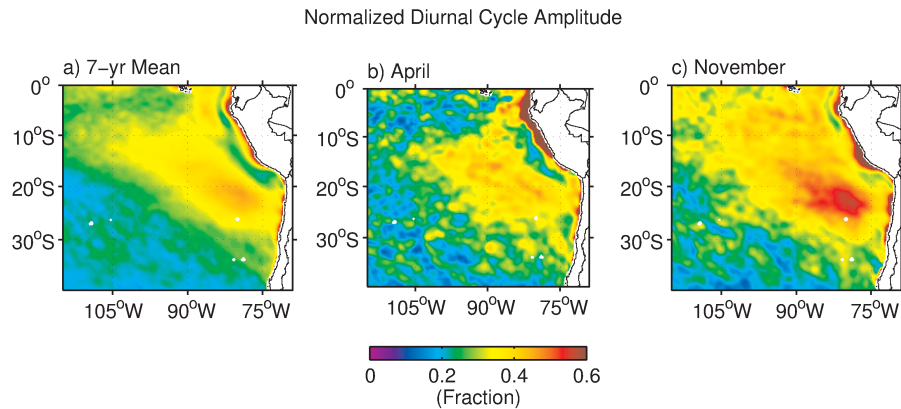 Normalized Diurnal Cycle Amplitude
a) 7−yr Mean
b) April
c) November
0°
10°S
20°S
30°S
105°W
90°W
75°W
0°
10°S
20°S
30°S
105°W
90°W
75°W
0°
10°S
20°S
30°S
105°W
90°W
75°W
0
0.2
0.4
0.6
(Fraction)